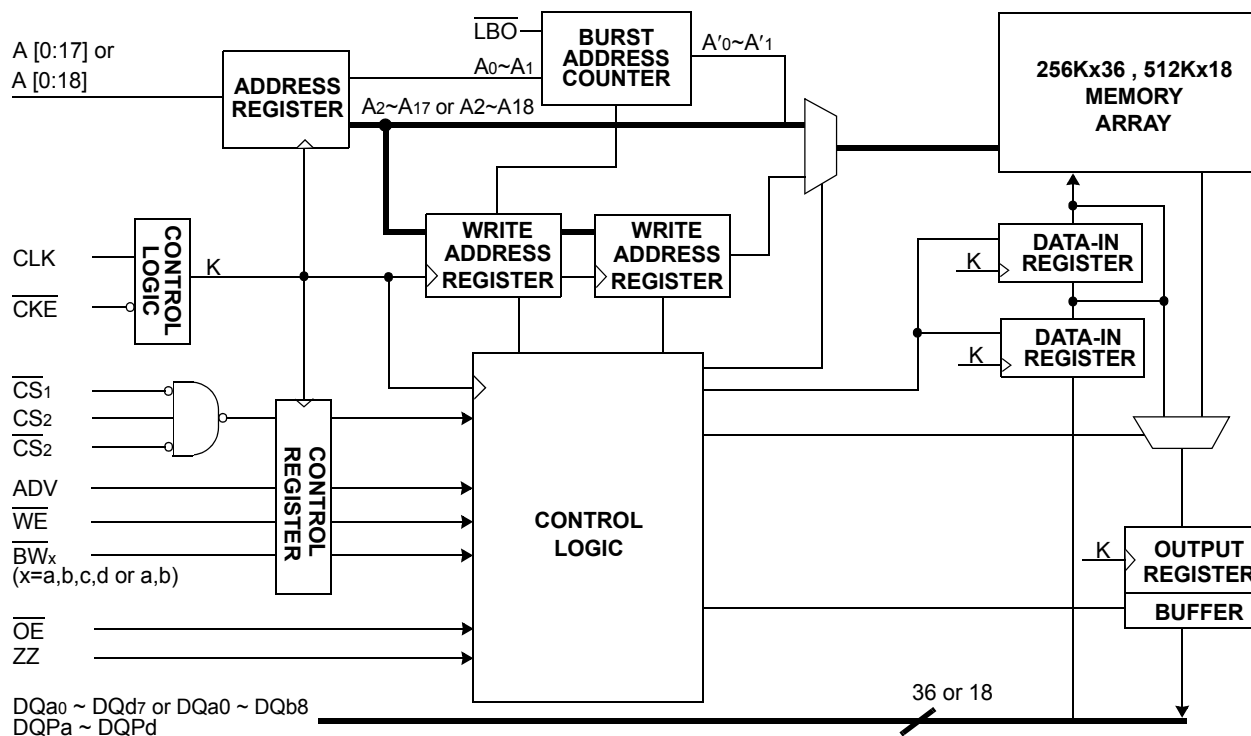 A [0:17] or
A [0:18]
ADDRESS
REGISTER
LBO
A0~A1
A2~A17 or A2~A18
BURST
ADDRESS
COUNTER
A'0~A'1
256Kx36 , 512Kx18
MEMORY
ARRAY
CLK
CKE
CONTROL
LOGIC
K
WRITE
ADDRESS
REGISTER
WRITE
ADDRESS
REGISTER
DATA-IN
REGISTER
K
DATA-IN
REGISTER
K
CS1
CS2
CS2
ADV
WE
BWx
(x=a,b,c,d or a,b)
OE
ZZ
CONTROL
REGISTER
CONTROL
LOGIC
K
OUTPUT
REGISTER
BUFFER
DQa0 ~ DQd7 or DQa0 ~ DQb8
DQPa ~ DQPd
36 or 18